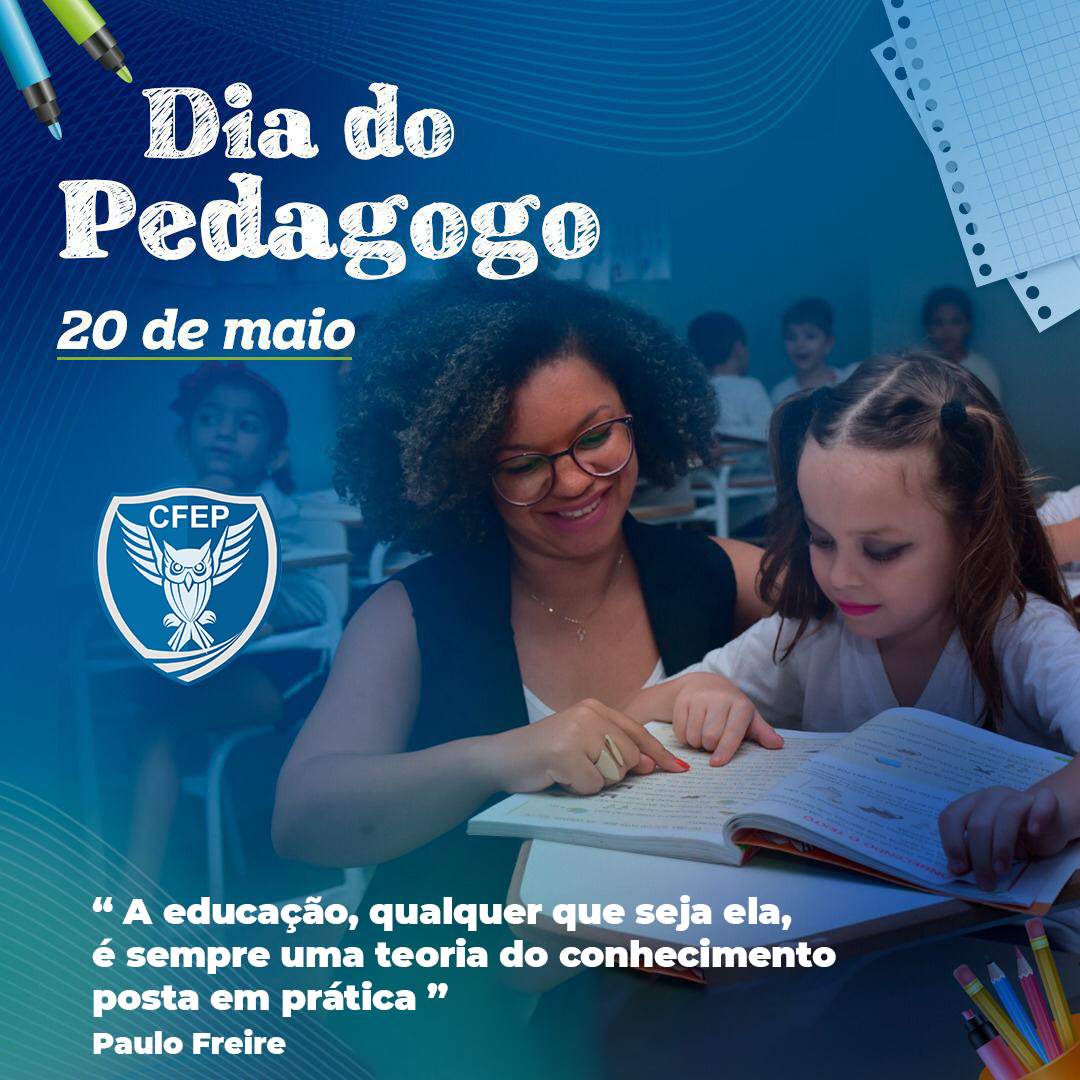 Dia do
Pedagogo
20 de maio
CFEP
“ A educação, qualquer que seja ela,
é sempre uma teoria do conhecimento
posta em prática ”
Paulo Freire